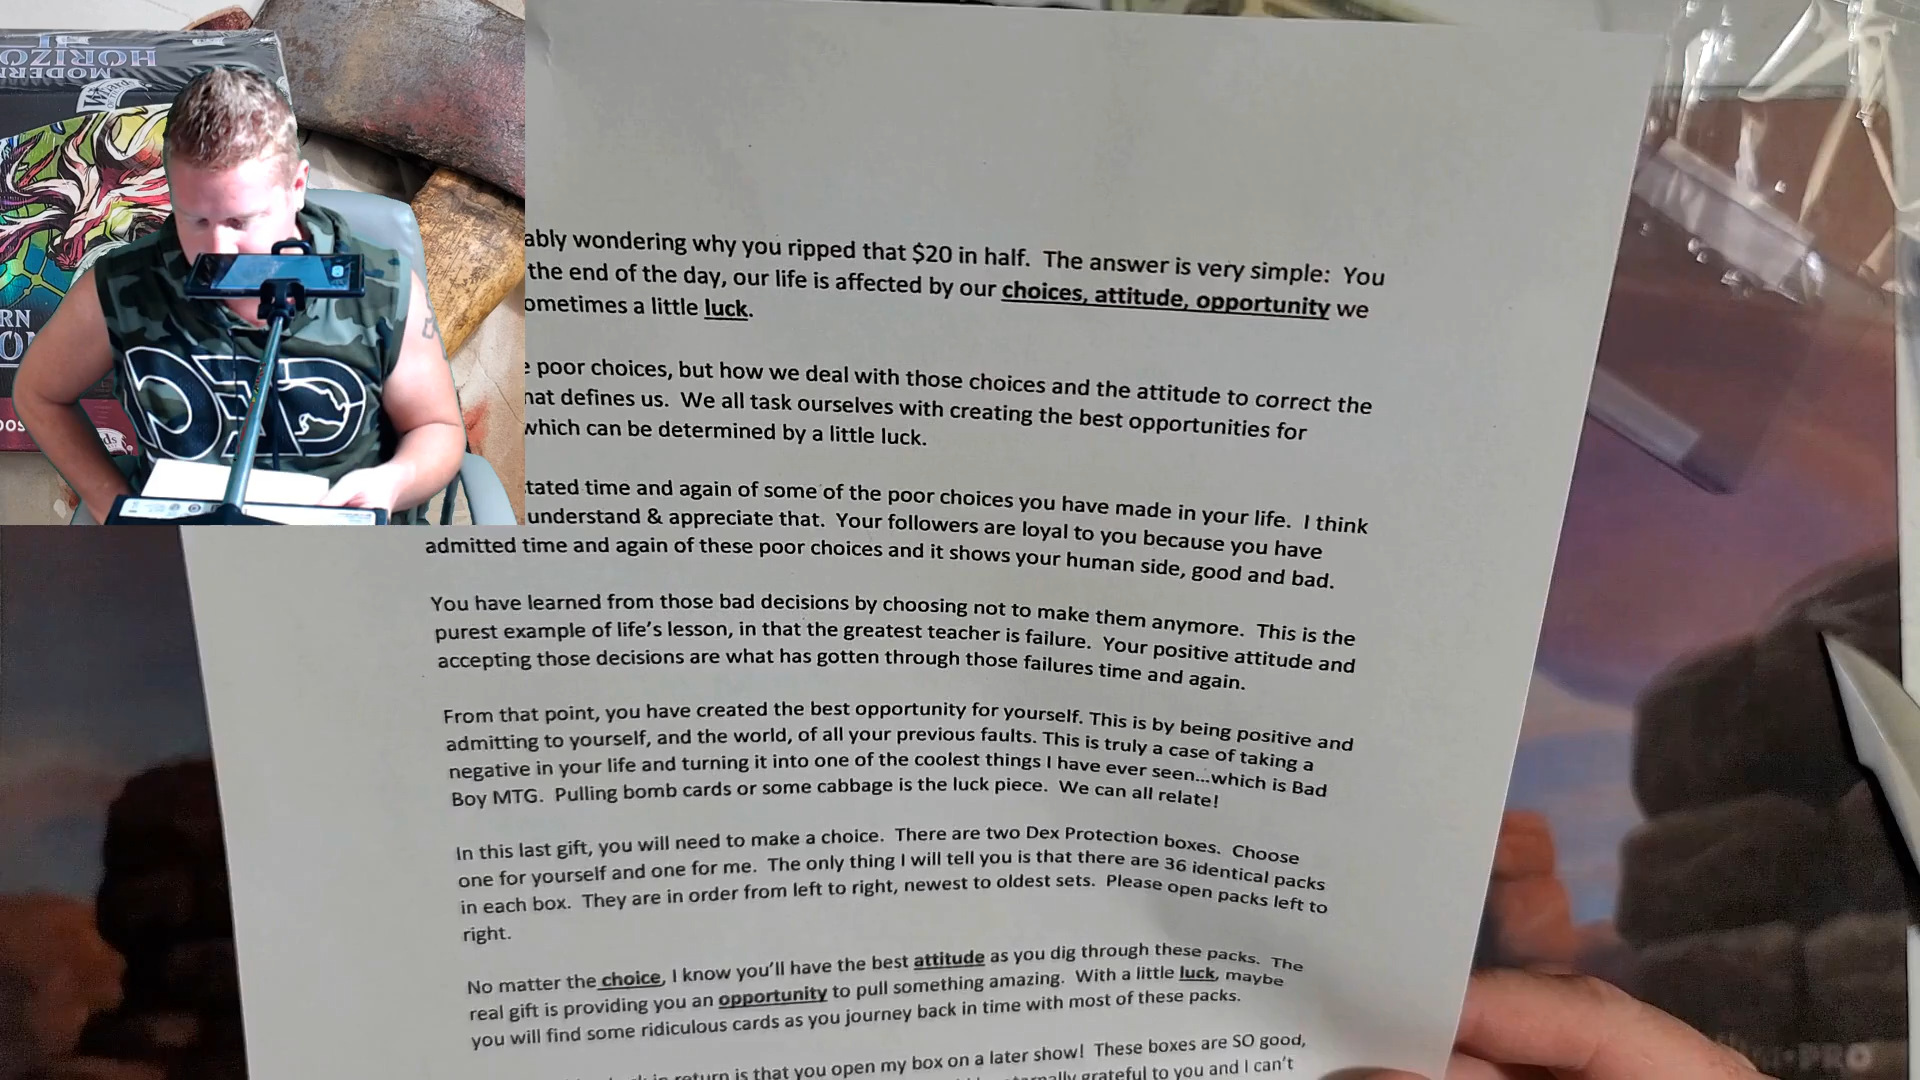 HORIZO
MODERN
Wizards
RN
ably wondering why you ripped that $20 in half. The answer is very simple: You
the end of the day, our life is affected by our choices, attitude, opportunity we
ometimes a little luck.
e poor choices, but how we deal with those choices and the attitude to correct the
hat defines us. We all task ourselves with creating the best opportunities for
which can be determined by a little luck.
tated time and again of some of the poor choices you have made in your life. I think
understand & appreciate that. Your followers are loyal to you because you have
admitted time and again of these poor choices and it shows your human side, good and bad.
You have learned from those bad decisions by choosing not to make them anymore. This is the
purest example of life's lesson, in that the greatest teacher is failure. Your positive attitude and
accepting those decisions are what has gotten through those failures time and again.
From that point, you have created the best opportunity for yourself. This is by being positive and
admitting to yourself, and the world, of all your previous faults. This is truly a case of taking a
negative in your life and turning it into one of the coolest things I have ever seen...which is Bad
Boy MTG. Pulling bomb cards or some cabbage is the luck piece. We can all relate!
In this last gift, you will need to make a choice. There are two Dex Protection boxes. Choose
one for yourself and one for me. The only thing I will tell you is that there are 36 identical packs
in each box. They are in order from left to right, newest to oldest sets. Please open packs left to
right.
No matter the choice, I know you'll have the best attitude as you dig through these packs. The
real gift is providing you an opportunity to pull something amazing. With a little luck, maybe
you will find some ridiculous cards as you journey back in time with most of these packs.
in return is that you open my box on a later show! These boxes are SO good,
grateful to you and I can't
PRO